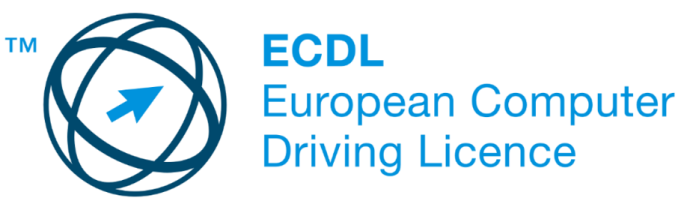 TM
ECDL
European Computer
Driving Licence